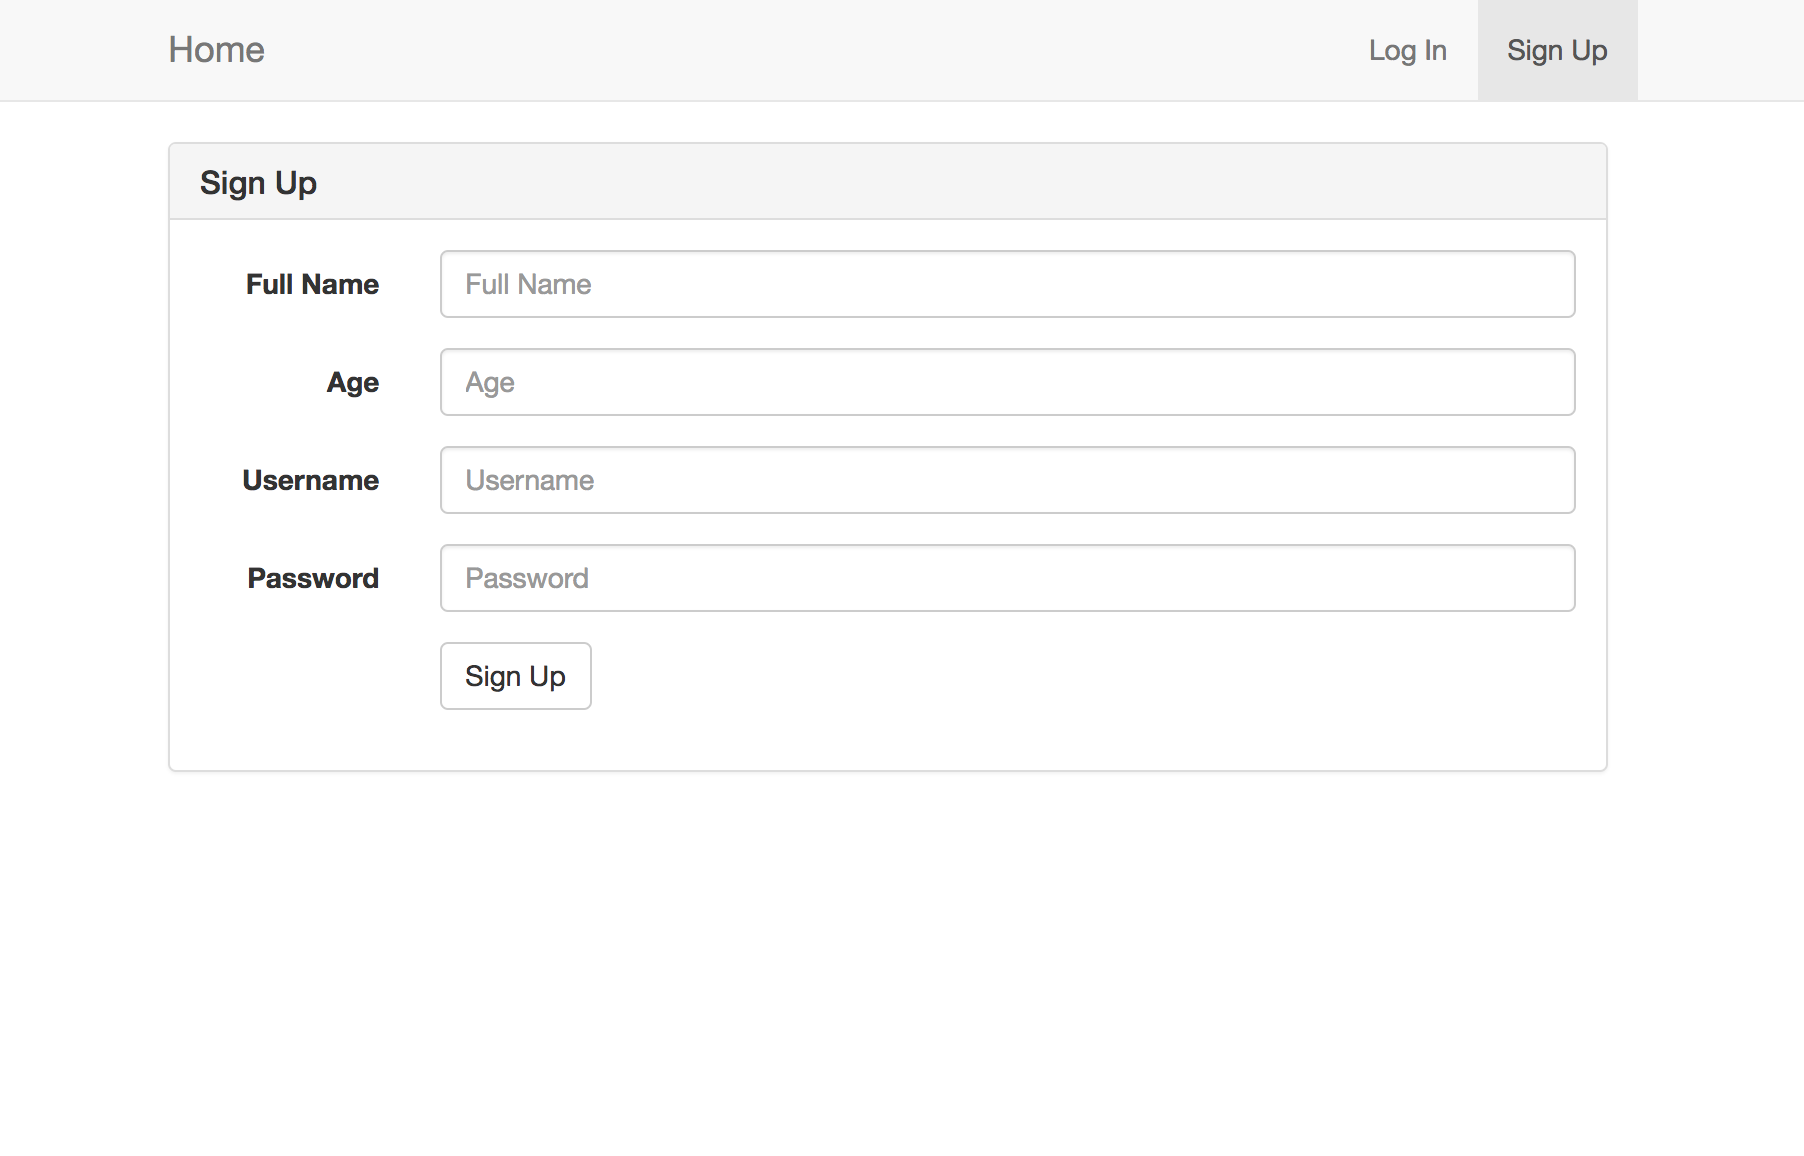 Home Log In Sign Up
Sign Up
Full Name Full Name
Age Age
Username Username
Password Password
Sign Up